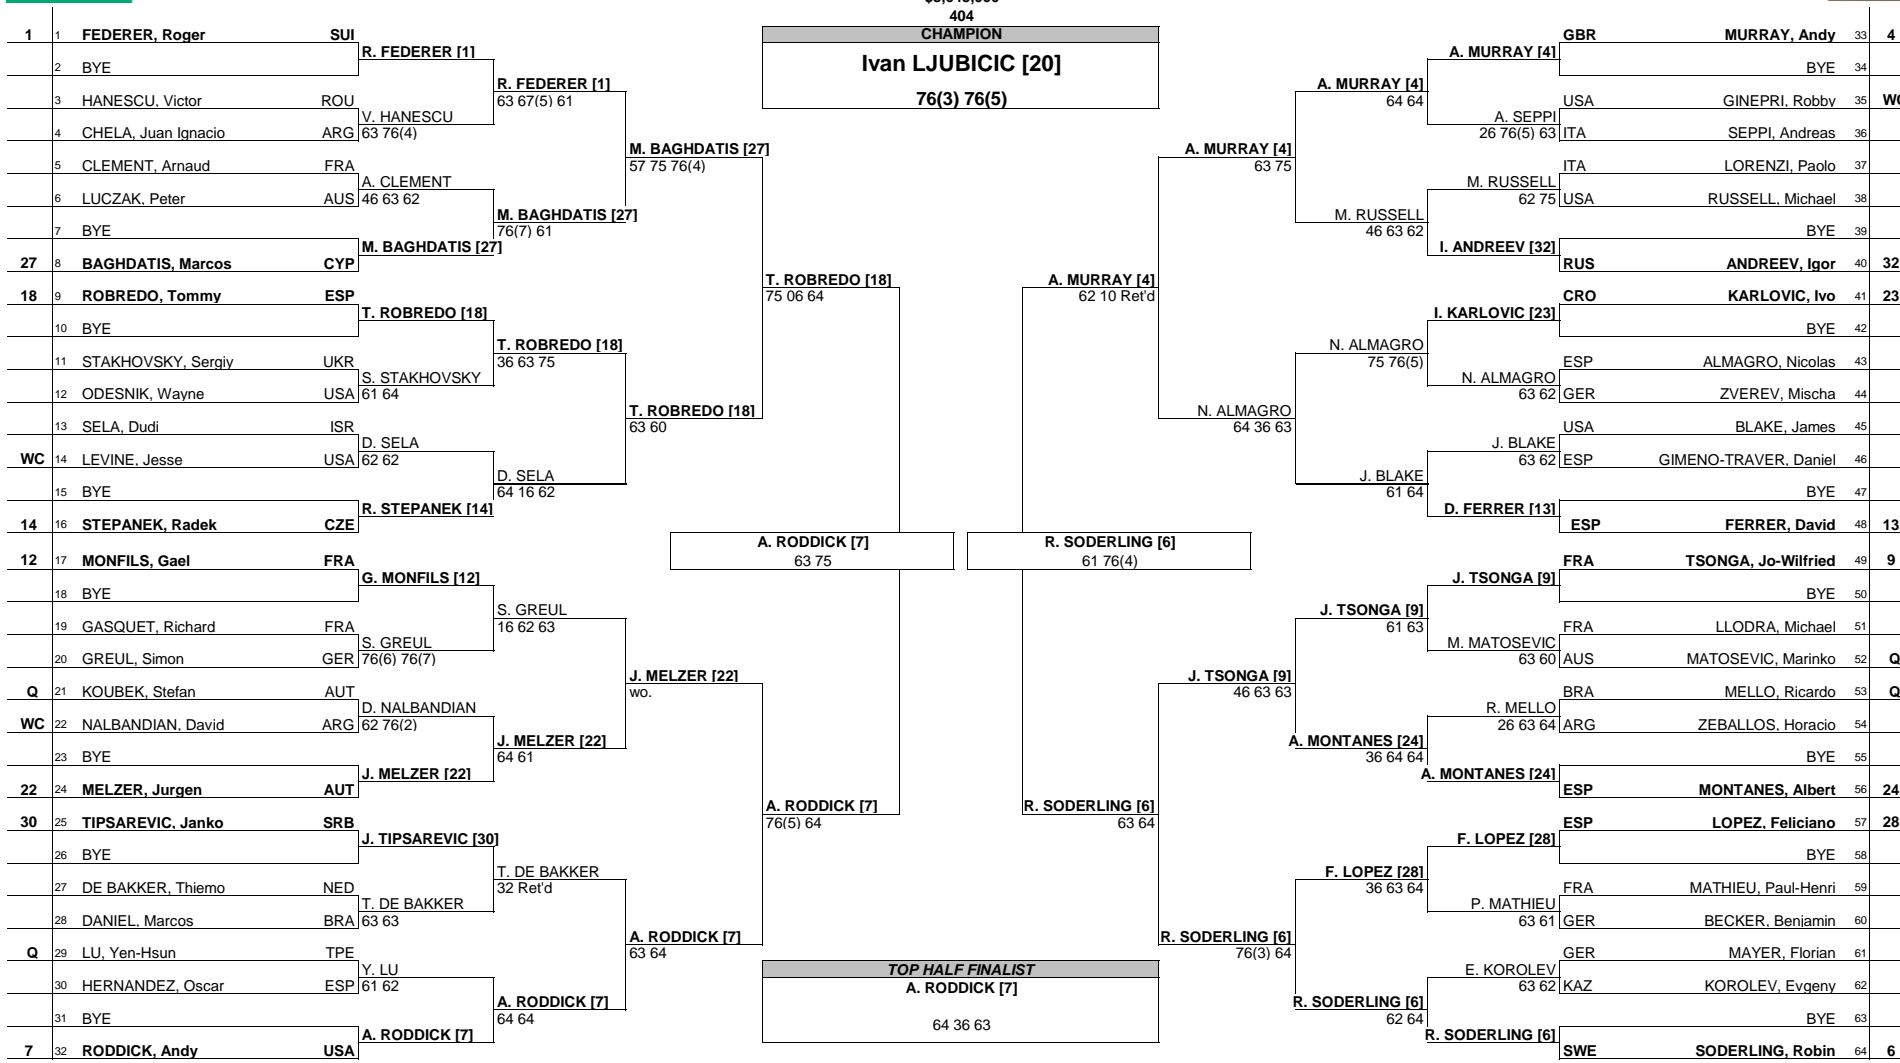 404
CHAMPION
Ivan LJUBICIC [20]
76(3) 76(5)
1 1 FEDERER, Roger SUI
R. FEDERER [1]
2 BYE
R. FEDERER [1]
63 67(5) 61
3 HANESCU, Victor ROU
V. HANESCU
4 CHELA, Juan Ignacio ARG 63 76(4)
M. BAGHDATIS [27]
57 75 76(4)
5 CLEMENT, Arnaud FRA
A. CLEMENT
6 LUCZAK, Peter AUS 46 63 62
M. BAGHDATIS [27]
76(7) 61
7 BYE
M. BAGHDATIS [27]
27 8 BAGHDATIS, Marcos CYP
T. ROBREDO [18]
75 06 64
18 9 ROBREDO, Tommy ESP
T. ROBREDO [18]
10 BYE
T. ROBREDO [18]
36 63 75
11 STAKHOVSKY, Sergiy UKR
S. STAKHOVSKY
12 ODESNIK, Wayne USA 61 64
T. ROBREDO [18]
63 60
13 SELA, Dudi ISR
D. SELA
WC 14 LEVINE, Jesse USA 62 62
D. SELA
64 16 62
15 BYE
R. STEPANEK [14]
14 16 STEPANEK, Radek CZE
A. RODDICK [7]
63 75
12 17 MONFILS, Gael FRA
G. MONFILS [12]
18 BYE
S. GREUL
16 62 63
19 GASQUET, Richard FRA
S. GREUL
20 GREUL, Simon GER 76(6) 76(7)
J. MELZER [22]
wo.
Q 21 KOUBEK, Stefan AUT
D. NALBANDIAN
WC 22 NALBANDIAN, David ARG 62 76(2)
J. MELZER [22]
64 61
23 BYE
J. MELZER [22]
22 24 MELZER, Jurgen AUT
A. RODDICK [7]
76(5) 64
30 25 TIPSAREVIC, Janko SRB
J. TIPSAREVIC [30]
26 BYE
T. DE BAKKER
32 Ret'd
27 DE BAKKER, Thiemo NED
T. DE BAKKER
28 DANIEL, Marcos BRA 63 63
A. RODDICK [7]
63 64
Q 29 LU, Yen-Hsun TPE
Y. LU
30 HERNANDEZ, Oscar ESP 61 62
A. RODDICK [7]
64 64
31 BYE
A. RODDICK [7]
7 32 RODDICK, Andy USA
TOP HALF FINALIST
A. RODDICK [7]
64 36 63
GBR MURRAY, Andy 33 4
A. MURRAY [4]
BYE 34
A. MURRAY [4]
64 64
USA GINEPRI, Robby 35 WC
A. SEPPI
26 76(5) 63 ITA SEPPI, Andreas 36
A. MURRAY [4]
63 75
ITA LORENZI, Paolo 37
M. RUSSELL
62 75 USA RUSSELL, Michael 38
M. RUSSELL
46 63 62
BYE 39
I. ANDREEV [32]
RUS ANDREEV, Igor 40 32
A. MURRAY [4]
62 10 Ret'd
CRO KARLOVIC, Ivo 41 23
I. KARLOVIC [23]
BYE 42
N. ALMAGRO
75 76(5)
ESP ALMAGRO, Nicolas 43
N. ALMAGRO
63 62 GER ZVEREV, Mischa 44
N. ALMAGRO
64 36 63
USA BLAKE, James 45
J. BLAKE
63 62 ESP GIMENO-TRAVER, Daniel 46
J. BLAKE
61 64
BYE 47
D. FERRER [13]
ESP FERRER, David 48 13
R. SODERLING [6]
61 76(4)
FRA TSONGA, Jo-Wilfried 49 9
J. TSONGA [9]
BYE 50
J. TSONGA [9]
61 63
FRA LLODRA, Michael 51
M. MATOSEVIC
63 60 AUS MATOSEVIC, Marinko 52 Q
J. TSONGA [9]
46 63 63
BRA MELLO, Ricardo 53 Q
R. MELLO
26 63 64 ARG ZEBALLOS, Horacio 54
A. MONTANES [24]
36 64 64
BYE 55
A. MONTANES [24]
ESP MONTANES, Albert 56 24
R. SODERLING [6]
63 64
ESP LOPEZ, Feliciano 57 28
F. LOPEZ [28]
BYE 58
F. LOPEZ [28]
36 63 64
FRA MATHIEU, Paul-Henri 59
P. MATHIEU
63 61 GER BECKER, Benjamin 60
R. SODERLING [6]
76(3) 64
GER MAYER, Florian 61
E. KOROLEV
63 62 KAZ KOROLEV, Evgeny 62
R. SODERLING [6]
62 64
BYE 63
R. SODERLING [6]
SWE SODERLING, Robin 64 6